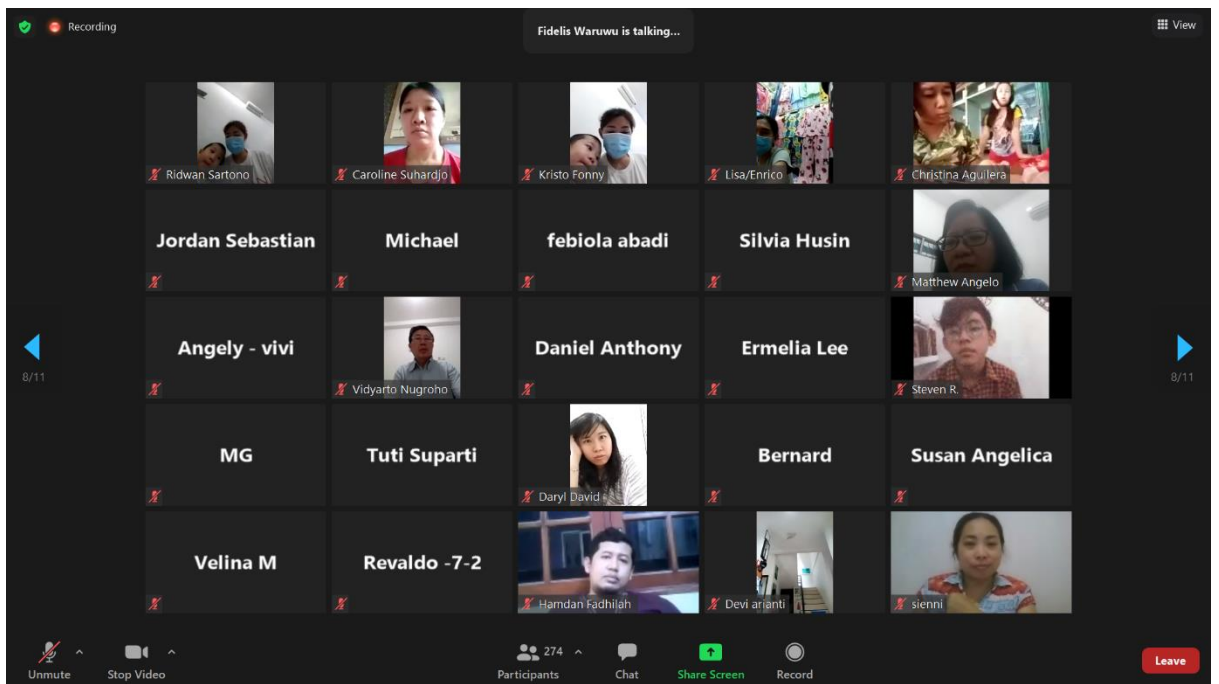 Recording
Fidelis Waruwu is talking...
View
Ridwan Sartono
Caroline Suhardjo
Kristo Fonny
Lisa/Enrico
Christina Aguilera
Jordan Sebastian
Michael
febiola abadi
Silvia Husin
Matthew Angelo
Angely - vivi
Vidyarto Nugroho
Daniel Anthony
Ermelia Lee
Steven R.
8/11
8/11
MG
Tuti Suparti
Daryl David -
Bernard
Susan Angelica
Velina M
Revaldo -7-2
Hamdan Fadhilah
Devi arianti
sienni
Unmute
Stop Video
274
Participants
Chat
Share Screen
Record
Leave